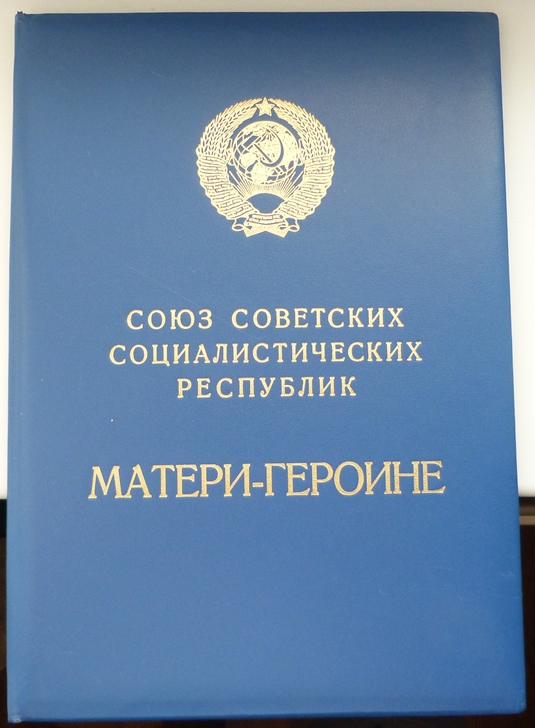 СОЮЗ СОВЕТСКИХ
СОЦИАЛИСТИЧЕСКИХ
РЕСПУБЛИК
МАТЕРИ-ГЕРОИНЕ